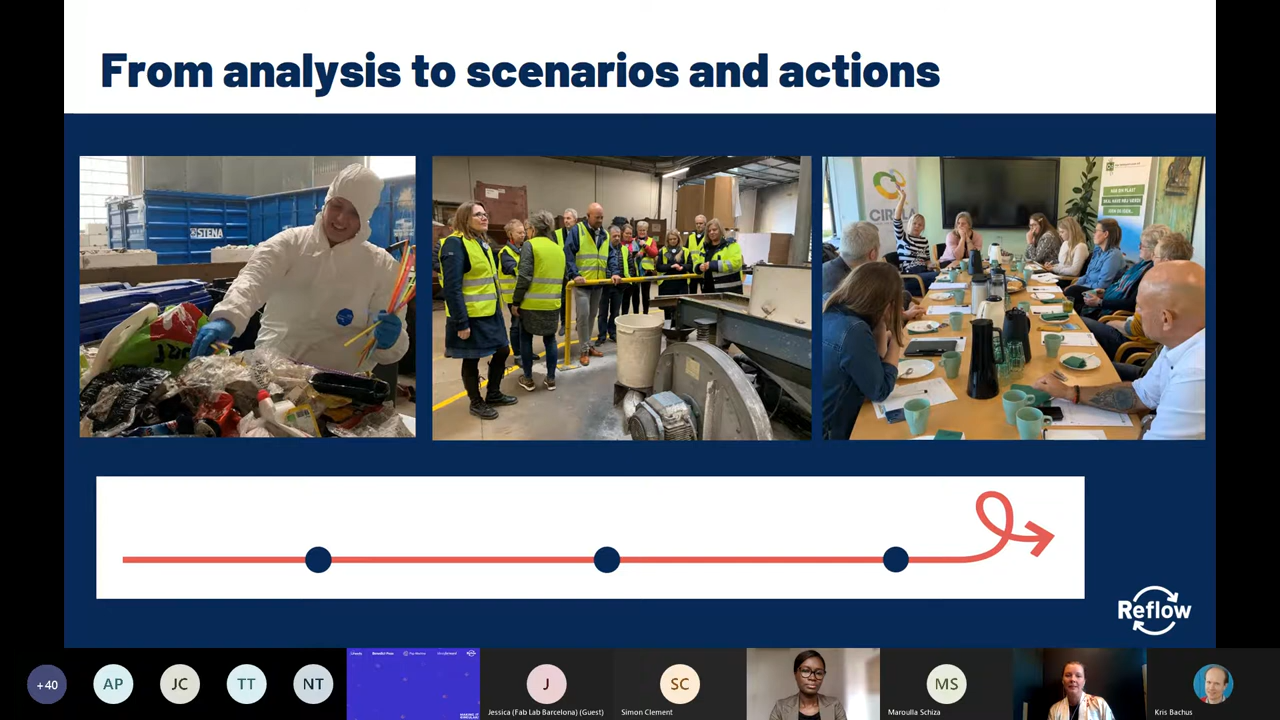 From analysis to scenarios and actions
STENA
CIRKLA
Reflow
+40
AP
JC
TT
NT
J
SC
MS
Jessica (Fab Lab Barcelona) (Guest)
Simon Clement
Maroulla Schiza
Kris Bachus